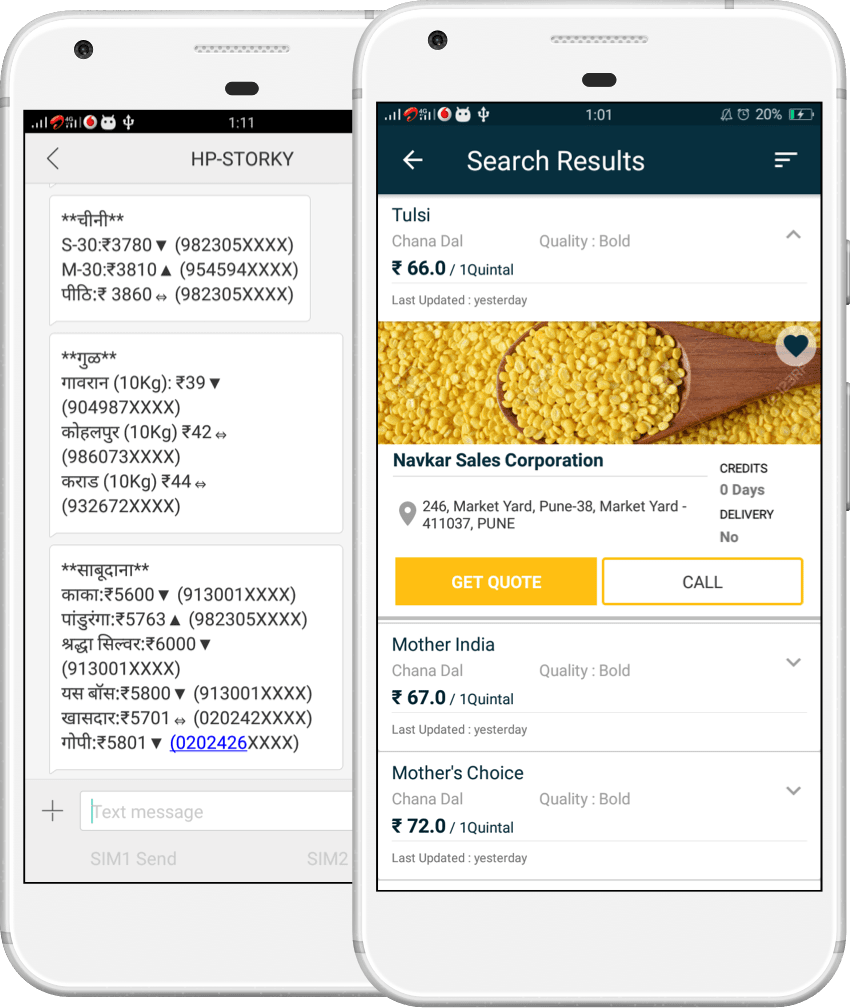 1:11
HP-STORKY
**चीनी**
S-30:₹3780▼ (982305XXXX)
M-30:₹3810▲ (954594XXXX)
पीठि:₹ 3860⇔ (982305XXXX)
**गुळ**
गावरान (10Kg): ₹39▼
(904987XXXX)
कोहलपुर (10Kg) ₹42⇔
(986073XXXX)
कराड (10Kg) ₹44⇔
(932672XXXX)
**साबूदाना**
काका:₹5600▼ (913001XXXX)
पांडुरंगा:₹5763▲ (982305XXXX)
श्रद्धा सिल्वर:₹6000▼
(913001XXXX)
यस बॉस:₹5800▼ (913001XXXX)
खासदार:₹5701⇔ (020242XXXX)
गोपी:₹5801▼ (0202426XXXX)
Text message
SIM1 Send SIM2
4G 1:01 20%
Search Results
Tulsi
Chana Dal Quality : Bold
₹ 66.0 / 1Quintal
Last Updated : yesterday
Navkar Sales Corporation
CREDITS
0 Days
246, Market Yard, Pune-38, Market Yard -
411037, PUNE
DELIVERY
No
GET QUOTE CALL
Mother India
Chana Dal Quality : Bold
₹ 67.0 / 1Quintal
Last Updated : yesterday
Mother's Choice
Chana Dal Quality : Bold
₹ 72.0 / 1Quintal
Last Updated : yesterday